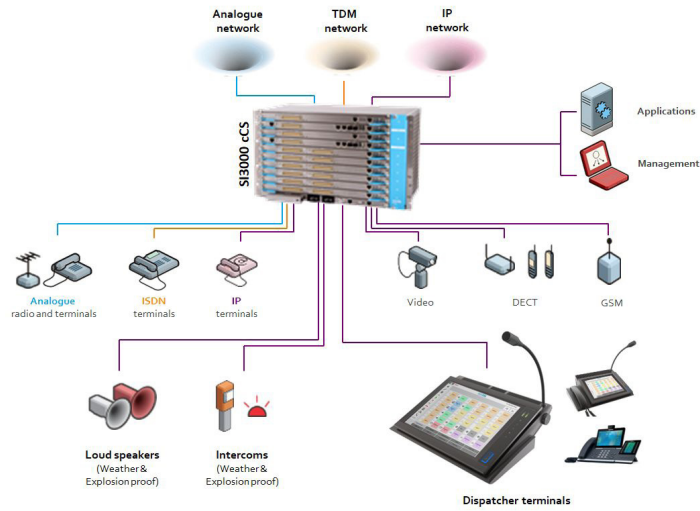 Analogue
network
TDM
network
IP
network
SI3000 cCS
Applications
Management
Analogue
radio and terminals
ISDN
terminals
IP
terminals
Video
DECT
GSM
Loud speakers
(Weather &
Explosion proof)
Intercoms
(Weather &
Explosion proof)
Dispatcher terminals